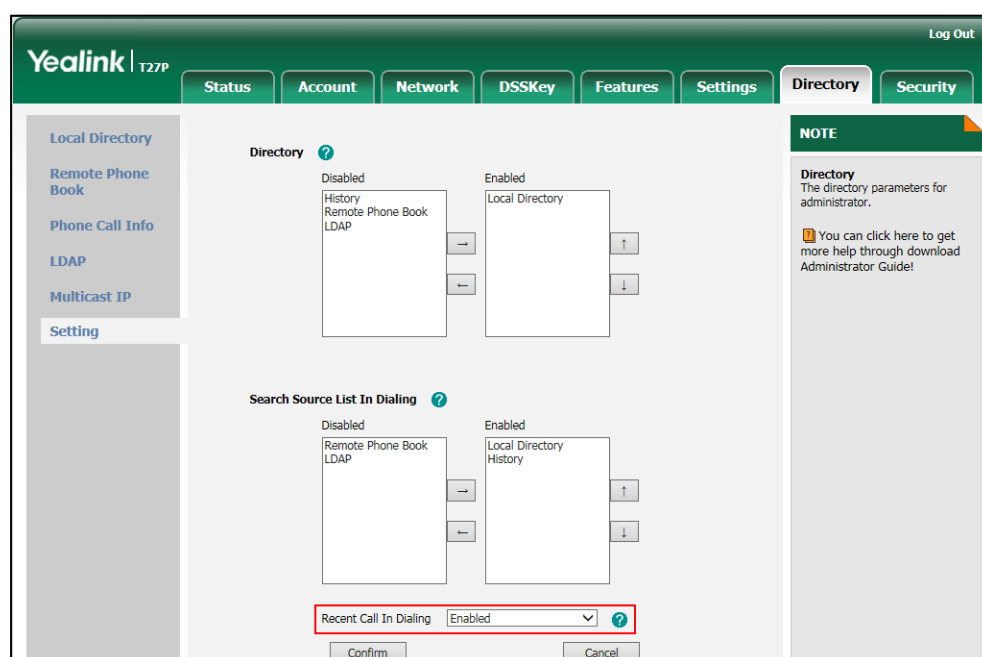 Log Out
Yealink | T27P
Status Account Network DSSKey Features Settings Directory Security
Local Directory
Remote Phone
Book
Phone Call Info
LDAP
Multicast IP
Setting
Directory ?
Disabled Enabled
History Local Directory
Remote Phone Book
LDAP
→ ↑
← ↓
Search Source List In Dialing ?
Disabled Enabled
Remote Phone Book Local Directory
LDAP History
→ ↑
← ↓
Recent Call In Dialing Enabled ?
Confirm Cancel
NOTE
Directory
The directory parameters for
administrator.
? You can click here to get
more help through download
Administrator Guide!